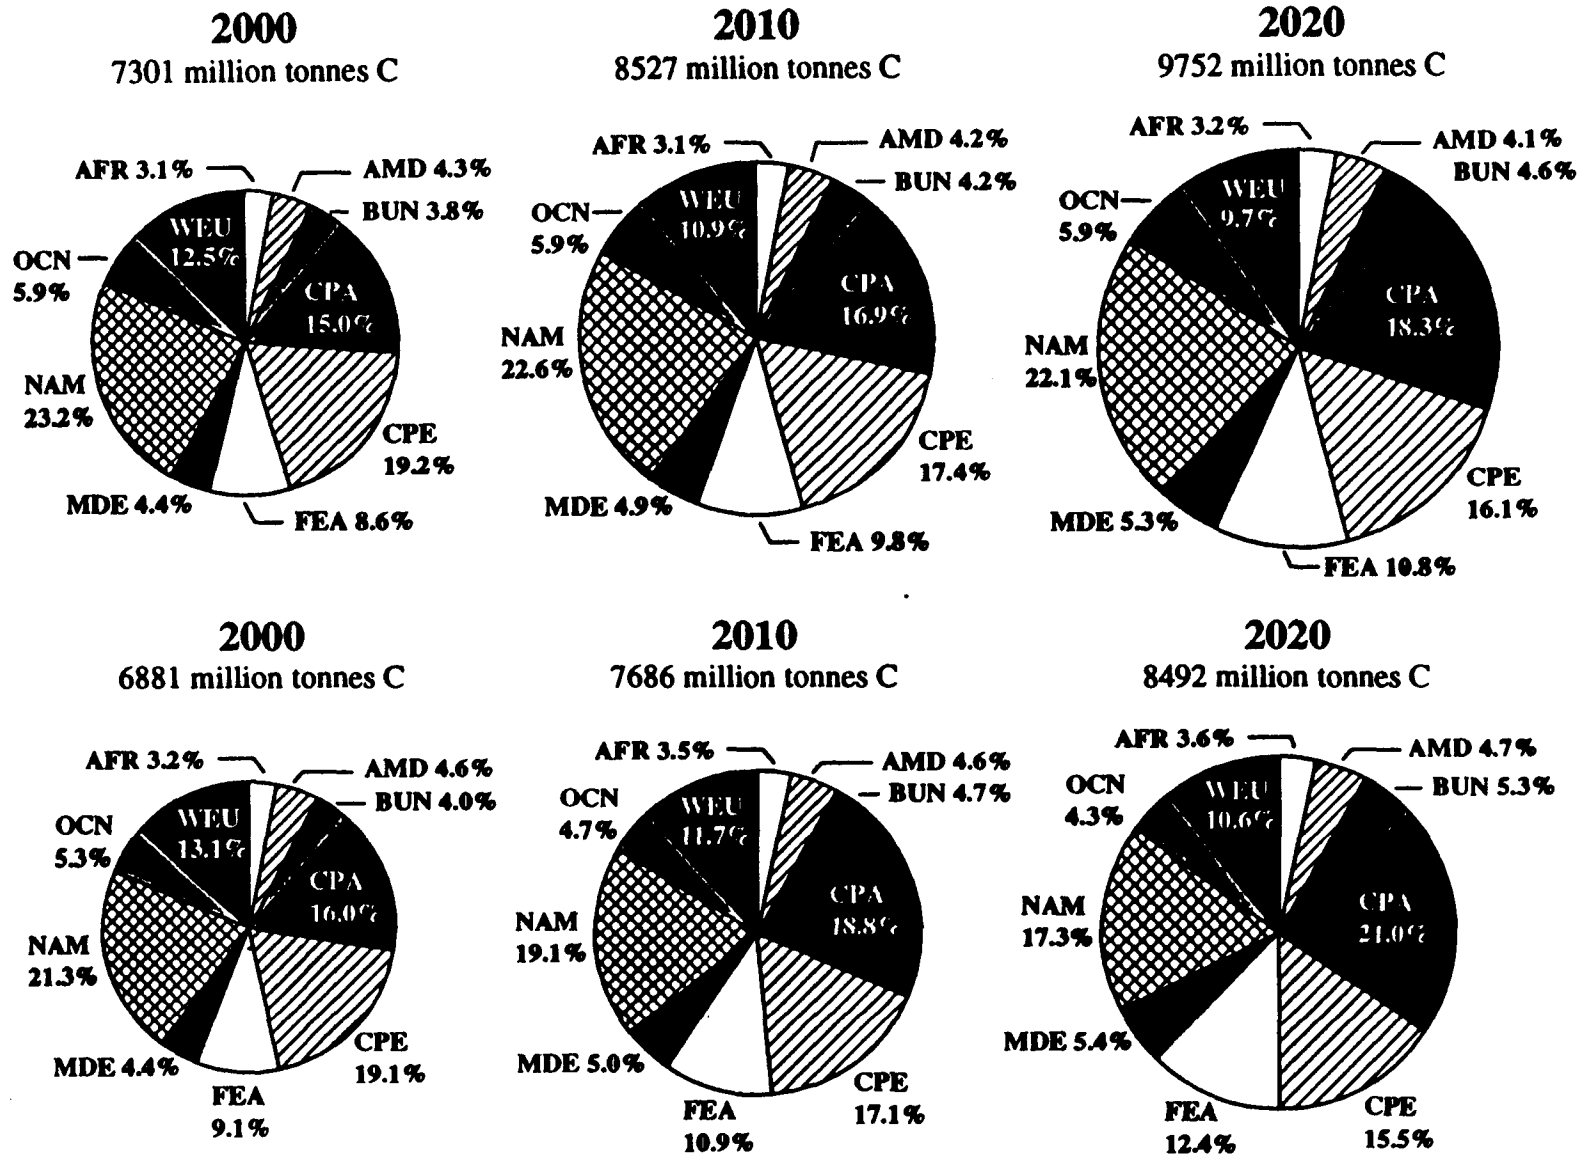 2000
7301 million tonnes C
AFR 3.1%
AMD 4.3%
BUN 3.8%
WEU
12.5%
OCN
5.9%
CPA
15.0%
NAM
23.2%
CPE
19.2%
MDE 4.4%
FEA 8.6%
2010
8527 million tonnes C
AFR 3.1%
AMD 4.2%
BUN 4.2%
WEU
10.9%
OCN
5.9%
CPA
16.9%
NAM
22.6%
CPE
17.4%
MDE 4.9%
FEA 9.8%
2020
9752 million tonnes C
AFR 3.2%
AMD 4.1%
BUN 4.6%
WEU
9.7%
OCN
5.9%
CPA
18.3%
NAM
22.1%
CPE
16.1%
MDE 5.3%
FEA 10.8%
2000
6881 million tonnes C
AFR 3.2%
AMD 4.6%
BUN 4.0%
WEU
13.1%
OCN
5.3%
CPA
16.0%
NAM
21.3%
CPE
19.1%
MDE 4.4%
FEA
9.1%
2010
7686 million tonnes C
AFR 3.5%
AMD 4.6%
BUN 4.7%
WEU
11.7%
OCN
4.7%
CPA
18.8%
NAM
19.1%
CPE
17.1%
MDE 5.0%
FEA
10.9%
2020
8492 million tonnes C
AFR 3.6%
AMD 4.7%
BUN 5.3%
WEU
10.6%
OCN
4.3%
CPA
21.0%
NAM
17.3%
CPE
15.5%
MDE 5.4%
FEA
12.4%